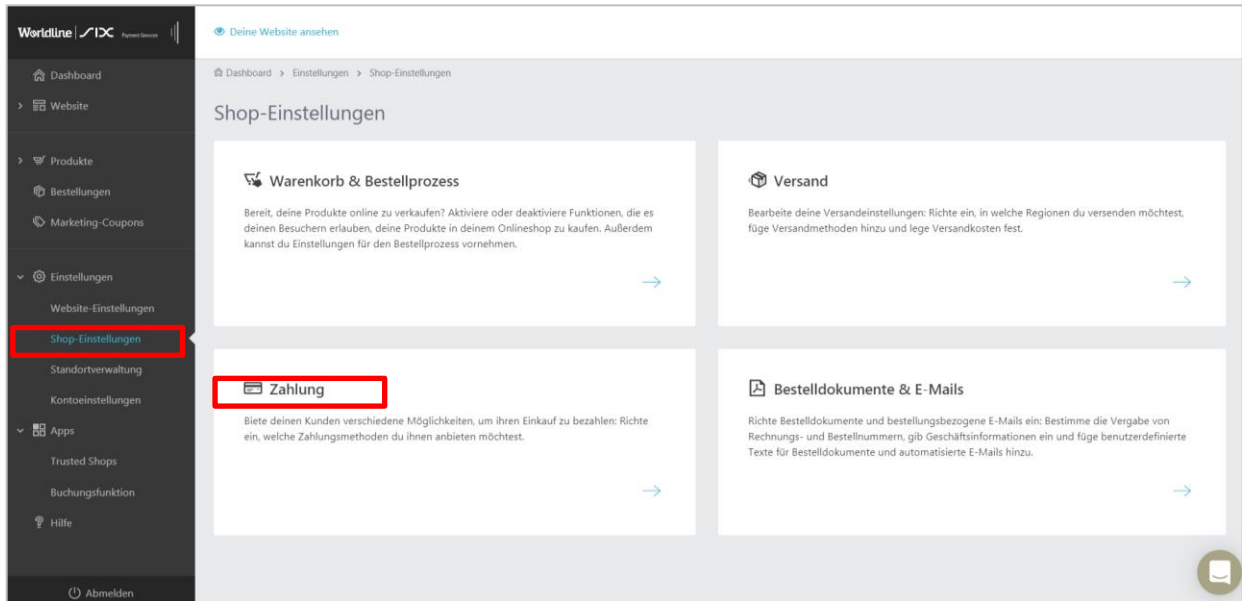 Worldline SIX Payment Services
Deine Website ansehen
Dashboard
Website
Produkte
Bestellungen
Marketing-Coupons
Einstellungen
Website-Einstellungen
Shop-Einstellungen
Standortverwaltung
Kontoeinstellungen
Apps
Trusted Shops
Buchungsfunktion
Hilfe
Abmelden
Dashboard > Einstellungen > Shop-Einstellungen
Shop-Einstellungen
Warenkorb & Bestellprozess
Bereit, deine Produkte online zu verkaufen? Aktiviere oder deaktiviere Funktionen, die es
deinen Besuchern erlauben, deine Produkte in deinem Onlineshop zu kaufen. Außerdem
kannst du Einstellungen für den Bestellprozess vornehmen.
Versand
Bearbeite deine Versandeinstellungen: Richte ein, in welche Regionen du versenden möchtest,
füge Versandmethoden hinzu und lege Versandkosten fest.
Zahlung
Biete deinen Kunden verschiedene Möglichkeiten, um ihren Einkauf zu bezahlen: Richte
ein, welche Zahlungsmethoden du ihnen anbieten möchtest.
Bestelldokumente & E-Mails
Richte Bestelldokumente und bestellungsbezogene E-Mails ein: Bestimme die Vergabe von
Rechnungs- und Bestellnummern, gib Geschäftsinformationen ein und füge benutzerdefinierte
Texte für Bestelldokumente und automatisierte E-Mails hinzu.